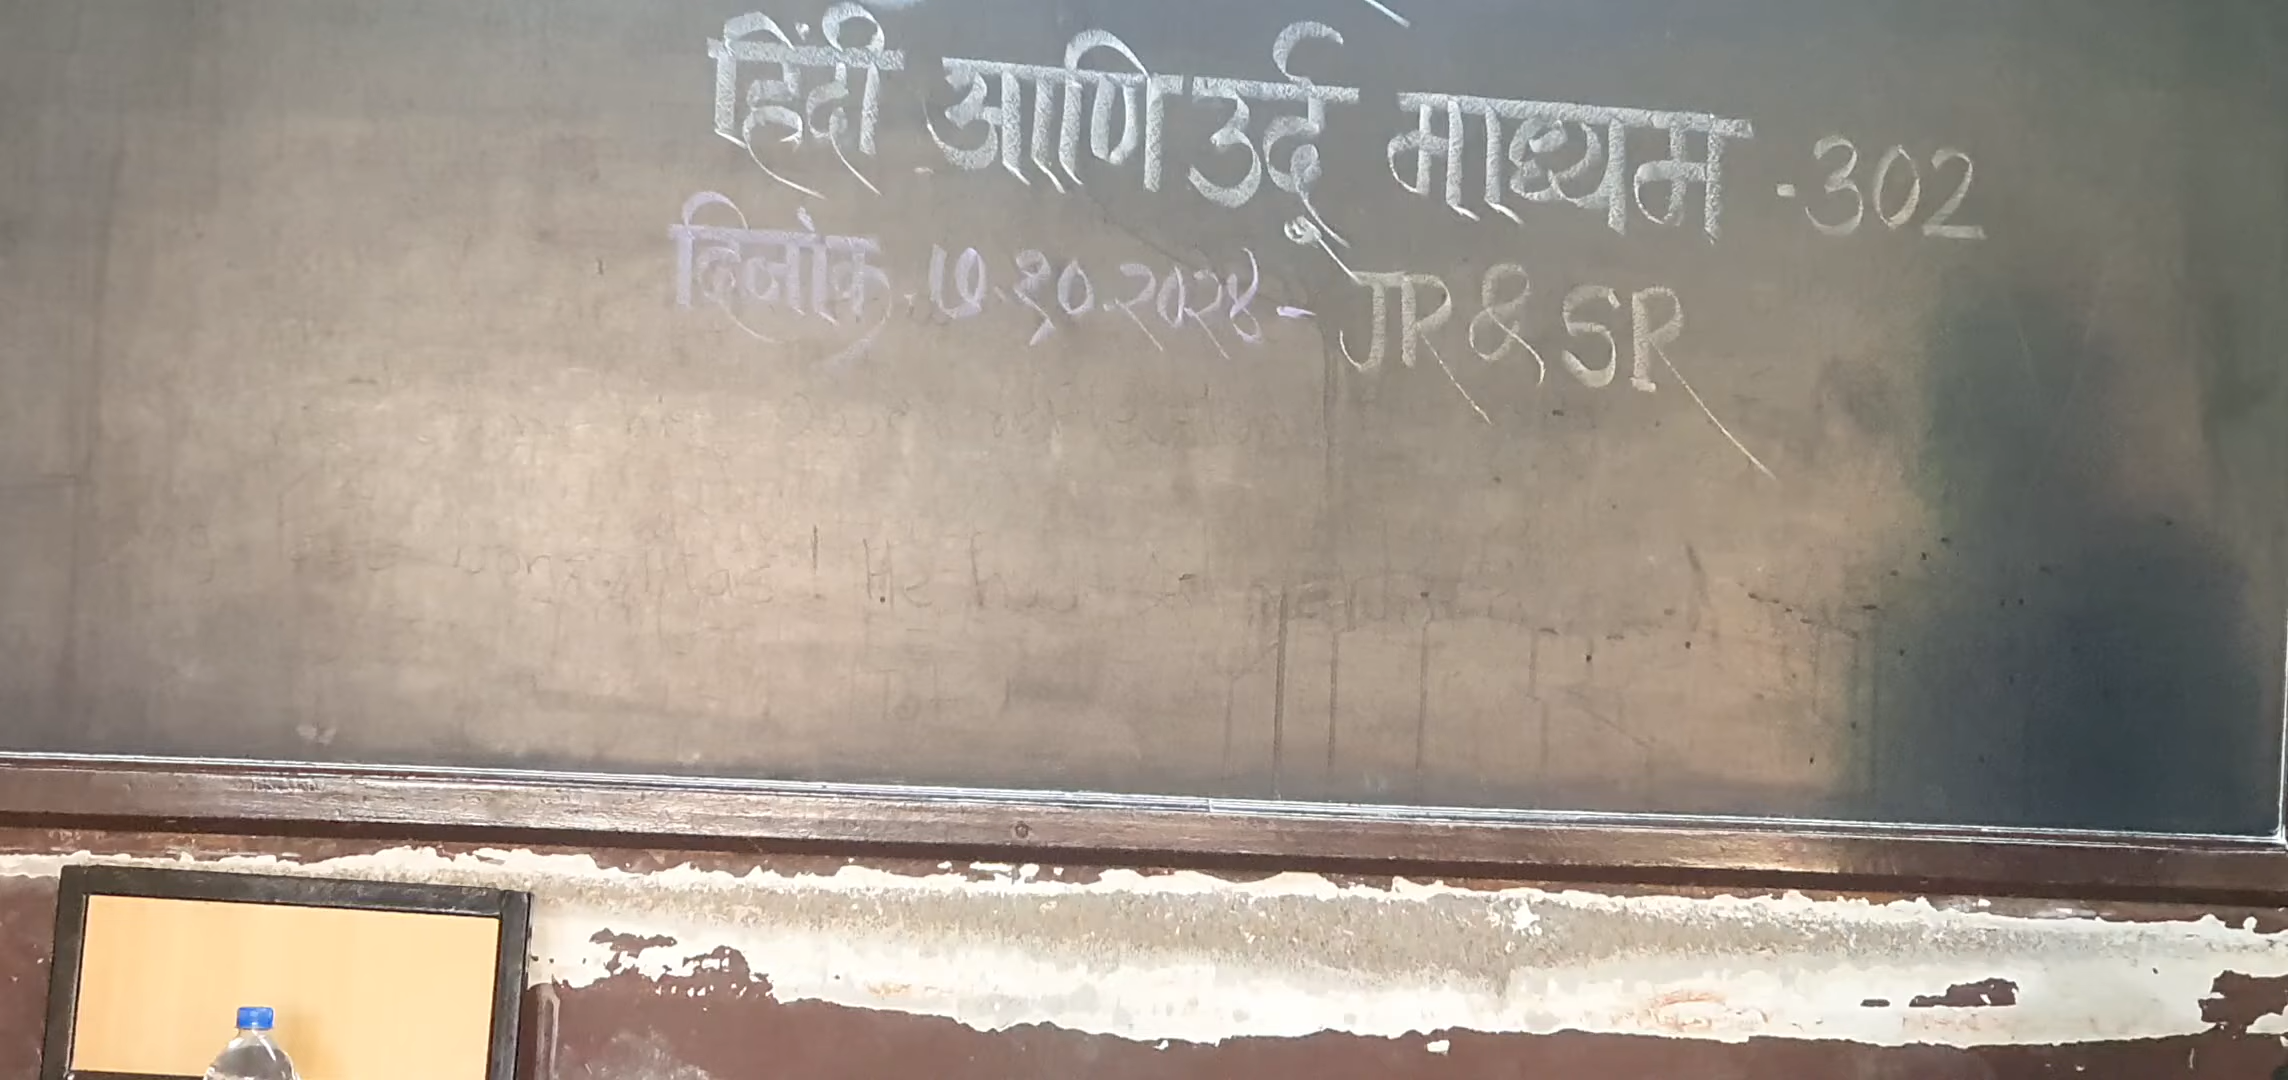 हिंदी आणि उर्दू माध्यम -302
दिनांक. ७.१०.२०२४- JR & SR